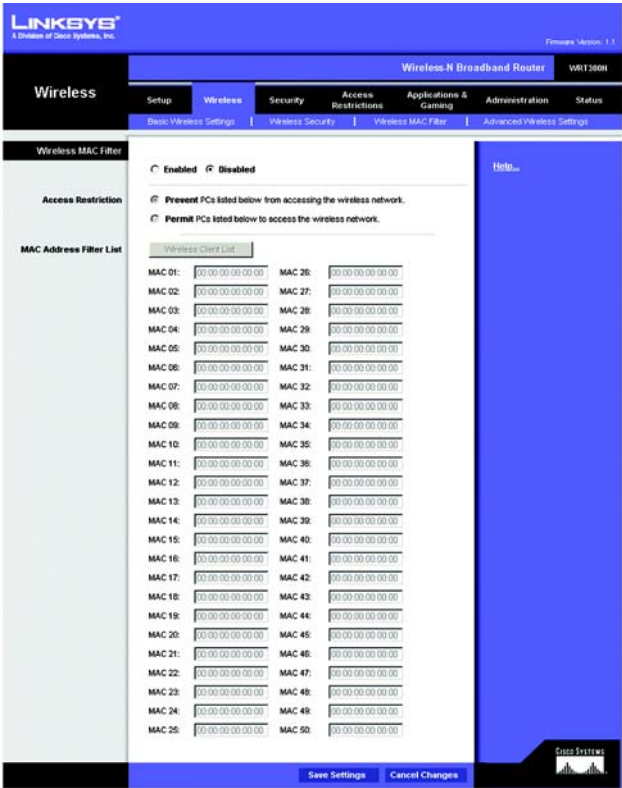 LINKSYS®
A Division of Cisco Systems, Inc.
Firmware Version: 1.1
Wireless-N Broadband Router WRT300N
Wireless
Setup Wireless Security Access Restrictions Applications & Gaming Administration Status
Basic Wireless Settings | Wireless Security | Wireless MAC Filter | Advanced Wireless Settings
Wireless MAC Filter
Enabled Disabled
Help...
Access Restriction
Prevent PCs listed below from accessing the wireless network.
Permit PCs listed below to access the wireless network.
MAC Address Filter List
Wireless Client List
MAC 01: 00:00:00:00:00:00 MAC 26: 00:00:00:00:00:00
MAC 02: 00:00:00:00:00:00 MAC 27: 00:00:00:00:00:00
MAC 03: 00:00:00:00:00:00 MAC 28: 00:00:00:00:00:00
MAC 04: 00:00:00:00:00:00 MAC 29: 00:00:00:00:00:00
MAC 05: 00:00:00:00:00:00 MAC 30: 00:00:00:00:00:00
MAC 06: 00:00:00:00:00:00 MAC 31: 00:00:00:00:00:00
MAC 07: 00:00:00:00:00:00 MAC 32: 00:00:00:00:00:00
MAC 08: 00:00:00:00:00:00 MAC 33: 00:00:00:00:00:00
MAC 09: 00:00:00:00:00:00 MAC 34: 00:00:00:00:00:00
MAC 10: 00:00:00:00:00:00 MAC 35: 00:00:00:00:00:00
MAC 11: 00:00:00:00:00:00 MAC 36: 00:00:00:00:00:00
MAC 12: 00:00:00:00:00:00 MAC 37: 00:00:00:00:00:00
MAC 13: 00:00:00:00:00:00 MAC 38: 00:00:00:00:00:00
MAC 14: 00:00:00:00:00:00 MAC 39: 00:00:00:00:00:00
MAC 15: 00:00:00:00:00:00 MAC 40: 00:00:00:00:00:00
MAC 16: 00:00:00:00:00:00 MAC 41: 00:00:00:00:00:00
MAC 17: 00:00:00:00:00:00 MAC 42: 00:00:00:00:00:00
MAC 18: 00:00:00:00:00:00 MAC 43: 00:00:00:00:00:00
MAC 19: 00:00:00:00:00:00 MAC 44: 00:00:00:00:00:00
MAC 20: 00:00:00:00:00:00 MAC 45: 00:00:00:00:00:00
MAC 21: 00:00:00:00:00:00 MAC 46: 00:00:00:00:00:00
MAC 22: 00:00:00:00:00:00 MAC 47: 00:00:00:00:00:00
MAC 23: 00:00:00:00:00:00 MAC 48: 00:00:00:00:00:00
MAC 24: 00:00:00:00:00:00 MAC 49: 00:00:00:00:00:00
MAC 25: 00:00:00:00:00:00 MAC 50: 00:00:00:00:00:00
Cisco Systems
Save Settings Cancel Changes